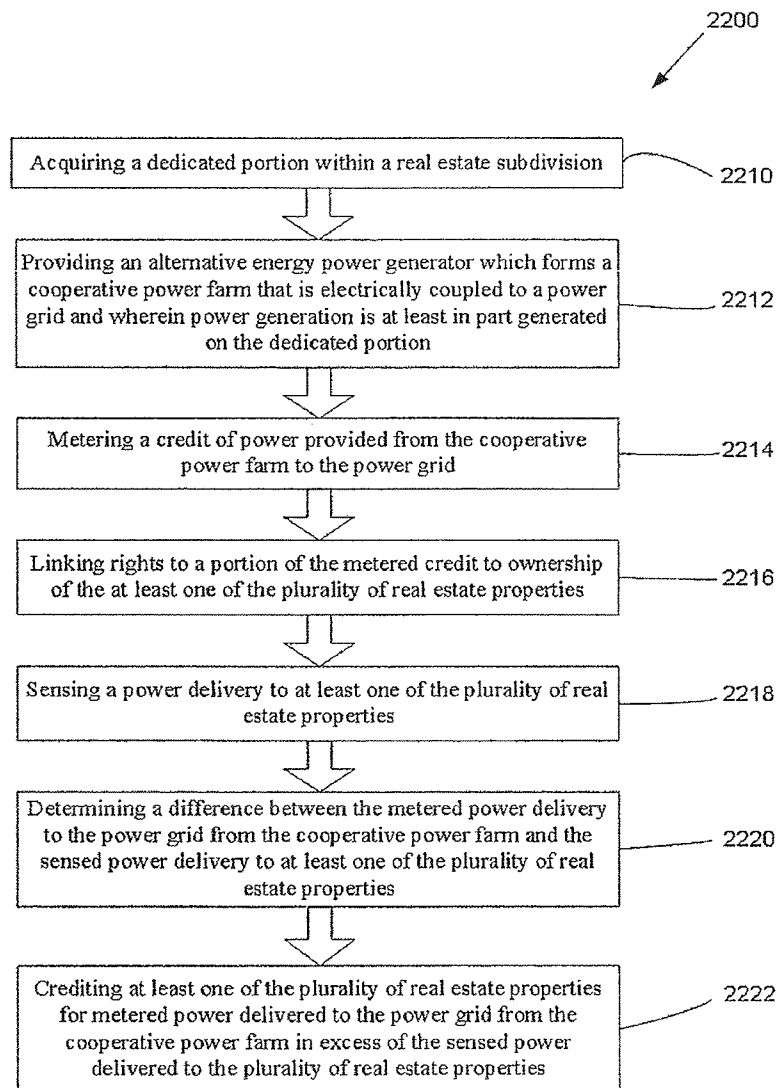 2200
Acquiring a dedicated portion within a real estate subdivision
2210
Providing an alternative energy power generator which forms a
cooperative power farm that is electrically coupled to a power
grid and wherein power generation is at least in part generated
on the dedicated portion
2212
Metering a credit of power provided from the cooperative
power farm to the power grid
2214
Linking rights to a portion of the metered credit to ownership
of the at least one of the plurality of real estate properties
2216
Sensing a power delivery to at least one of the plurality of real
estate properties
2218
Determining a difference between the metered power delivery
to the power grid from the cooperative power farm and the
sensed power delivery to at least one of the plurality of real
estate properties
2220
Crediting at least one of the plurality of real estate properties
for metered power delivered to the power grid from the
cooperative power farm in excess of the sensed power
delivered to the plurality of real estate properties
2222